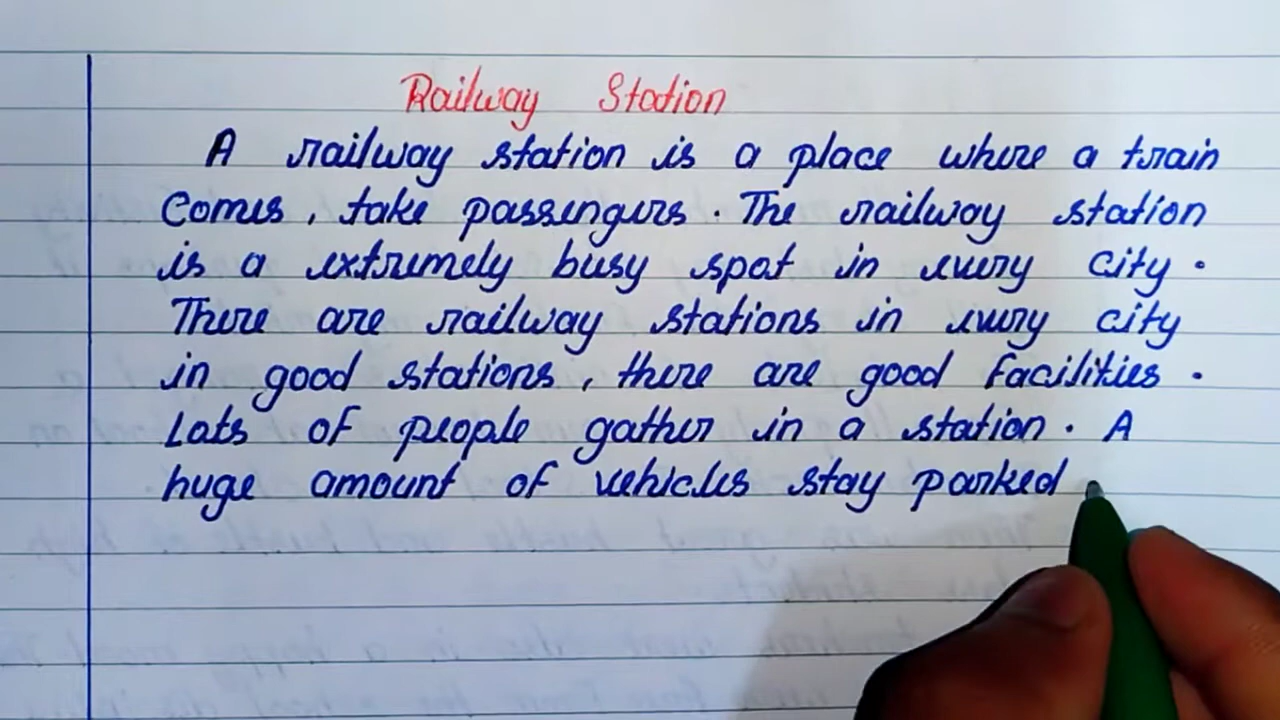 Railway Station
A railway station is a place where a train
comes, take passengers. The railway station
is a extremely busy spot in every city.
There are railway stations in every city
in good stations, there are good facilities.
Lots of people gather in a station. A
huge amount of vehicles stay parked